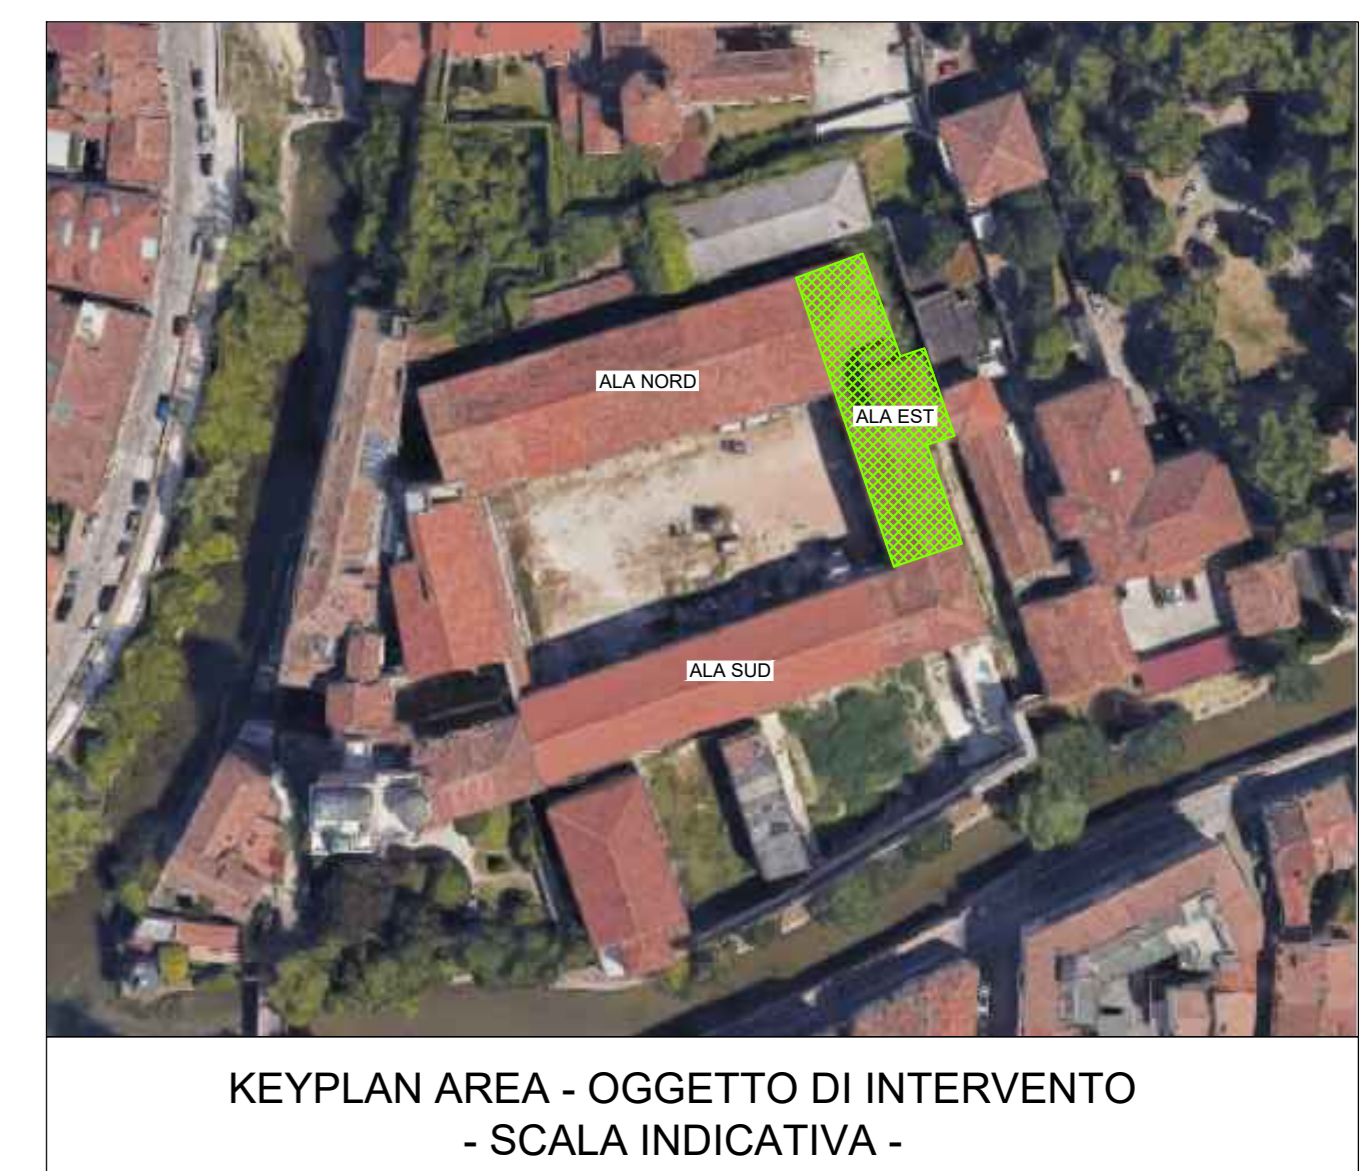 ALA NORD
ALA EST
ALA SUD
KEYPLAN AREA - OGGETTO DI INTERVENTO
- SCALA INDICATIVA -